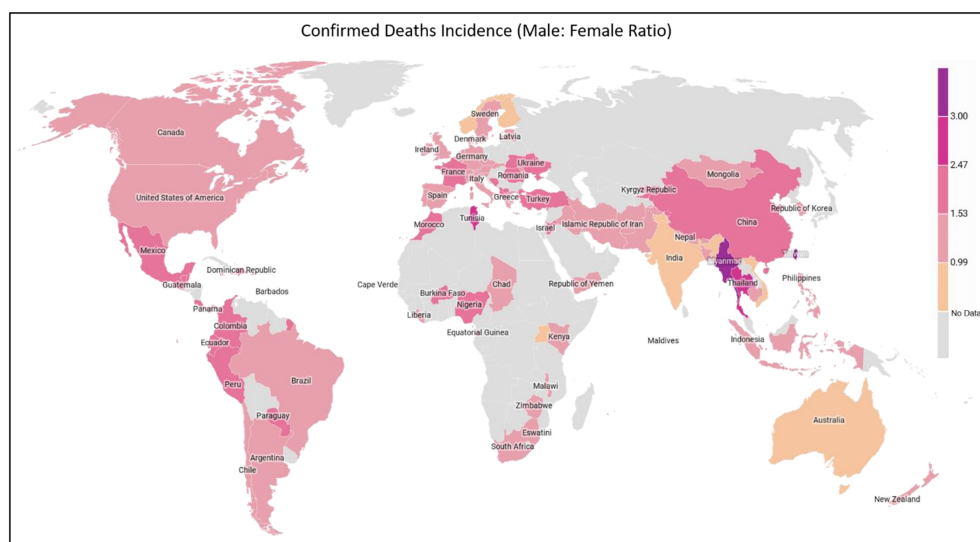 Confirmed Deaths Incidence (Male: Female Ratio)
3.00
2.47
1.53
0.99
No Data
Canada
United States of America
Mexico
Guatemala
Dominican Republic
Barbados
Panama
Colombia
Ecuador
Peru
Brazil
Paraguay
Argentina
Chile
Sweden
Denmark
Latvia
Ireland
Germany
France
Ukraine
Italy
Romania
Spain
Greece
Turkey
Morocco
Tunisia
Israel
Islamic Republic of Iran
Kyrgyz Republic
Mongolia
China
Republic of Korea
Nepal
India
Myanmar
Taiwan
Thailand
Philippines
Cape Verde
Burkina Faso
Chad
Republic of Yemen
Nigeria
Liberia
Equatorial Guinea
Kenya
Maldives
Indonesia
Malawi
Zimbabwe
Eswatini
South Africa
Australia
New Zealand